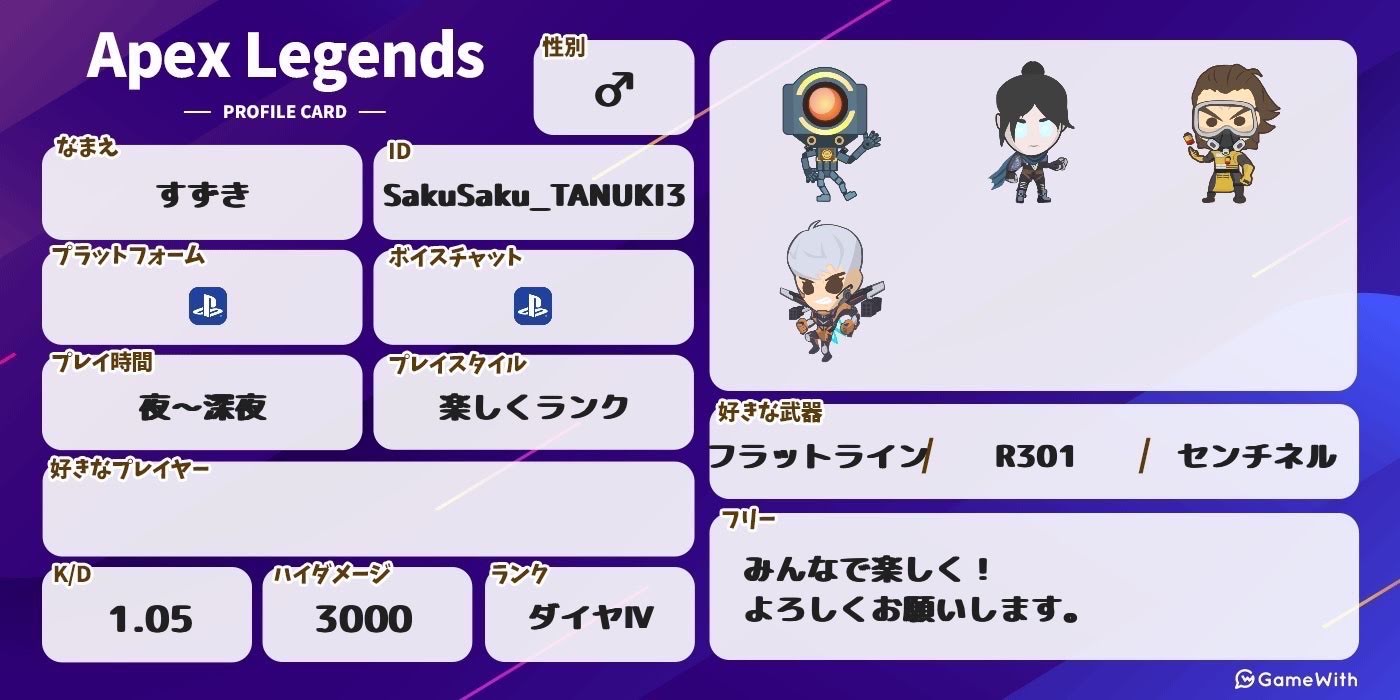 Apex Legends
PROFILE CARD
性別
♂
なまえ
すずき
ID
SakuSaku_TANUKI3
プラットフォーム
ボイスチャット
プレイ時間
夜〜深夜
プレイスタイル
楽しくランク
好きなプレイヤー
K/D
1.05
ハイダメージ
3000
ランク
ダイヤⅣ
好きな武器
フラットライン / R301 / センチネル
フリー
みんなで楽しく！
よろしくお願いします。
GameWith